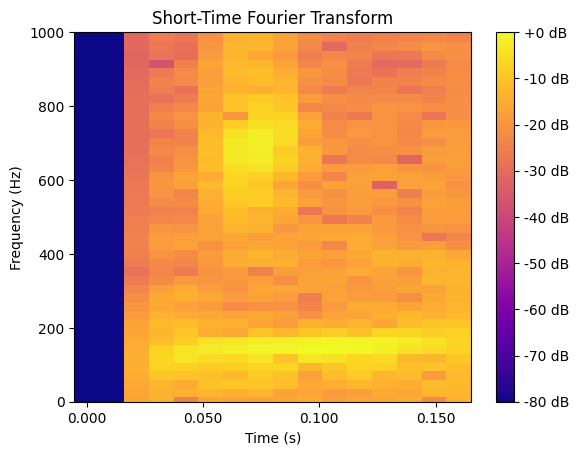 Short-Time Fourier Transform
1000
800
600
400
200
0
Frequency (Hz)
0.000
0.050
0.100
0.150
Time (s)
+0 dB
-10 dB
-20 dB
-30 dB
-40 dB
-50 dB
-60 dB
-70 dB
-80 dB